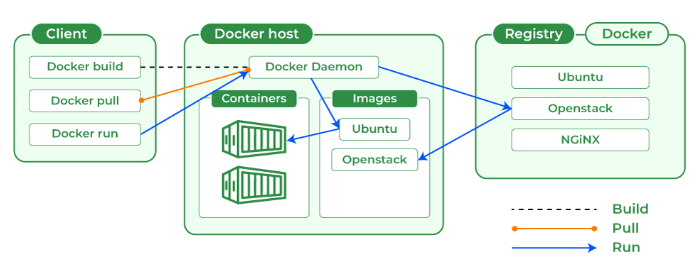 Client
Docker build
Docker pull
Docker run
Docker host
Docker Daemon
Containers
Images
Ubuntu
Openstack
Registry
Docker
Ubuntu
Openstack
NGiNX
Build
Pull
Run